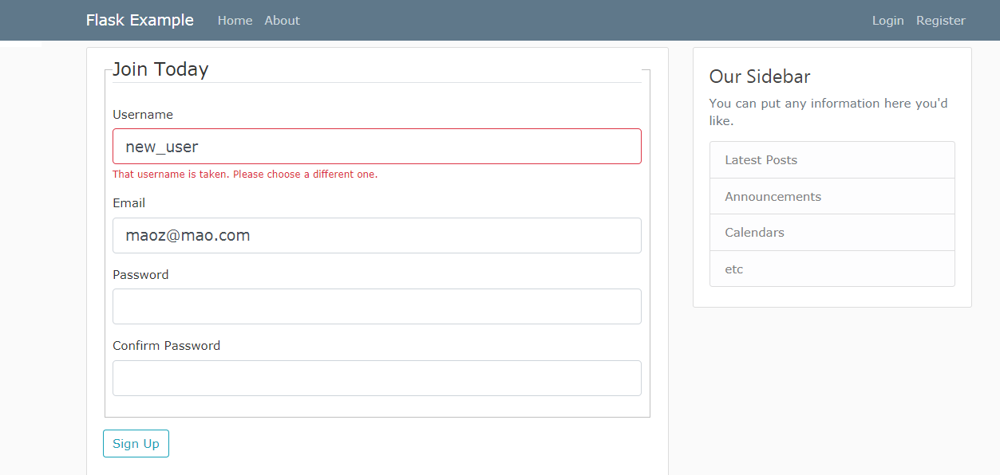 Flask Example Home About Login Register
Join Today
Username
new_user
That username is taken. Please choose a different one.
Email
maoz@mao.com
Password
Confirm Password
Sign Up
Our Sidebar
You can put any information here you'd
like.
Latest Posts
Announcements
Calendars
etc